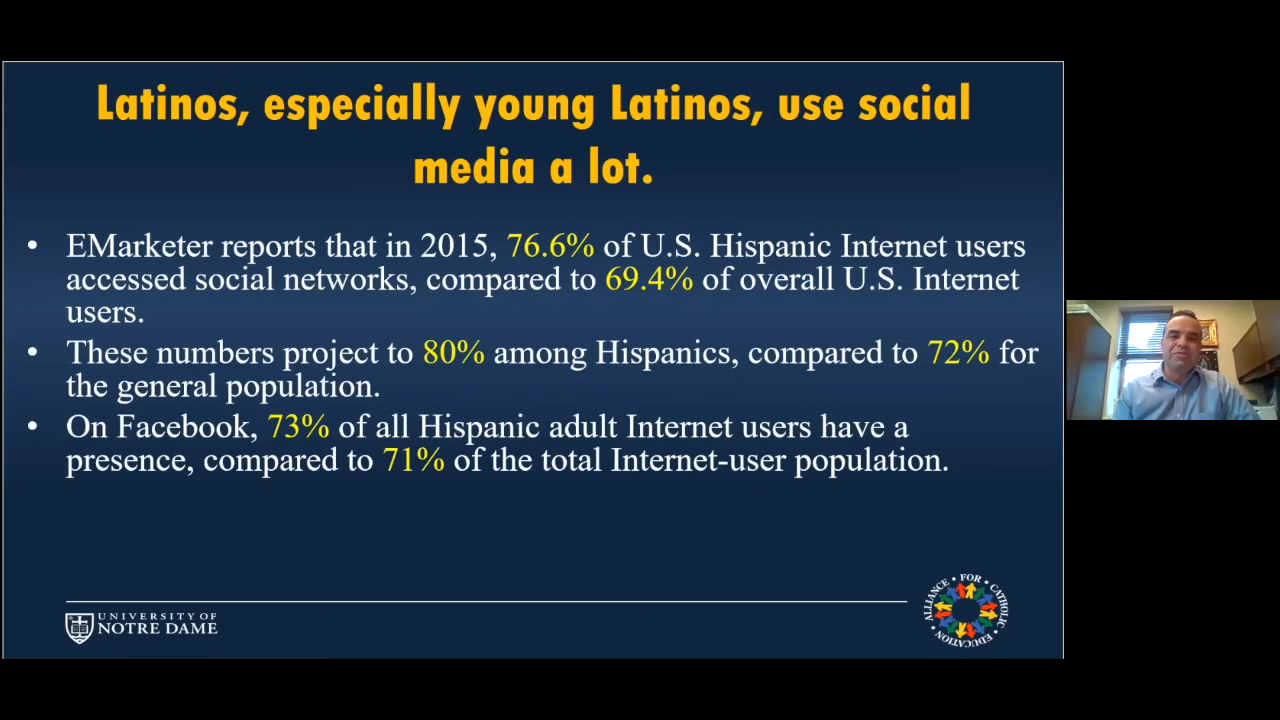 Latinos, especially young Latinos, use social
media a lot.
• EMarketer reports that in 2015, 76.6% of U.S. Hispanic Internet users
accessed social networks, compared to 69.4% of overall U.S. Internet
users.
• These numbers project to 80% among Hispanics, compared to 72% for
the general population.
• On Facebook, 73% of all Hispanic adult Internet users have a
presence, compared to 71% of the total Internet-user population.
UNIVERSITY OF
NOTRE DAME
ALLIANCE • FOR • CATHOLIC • EDUCATION •